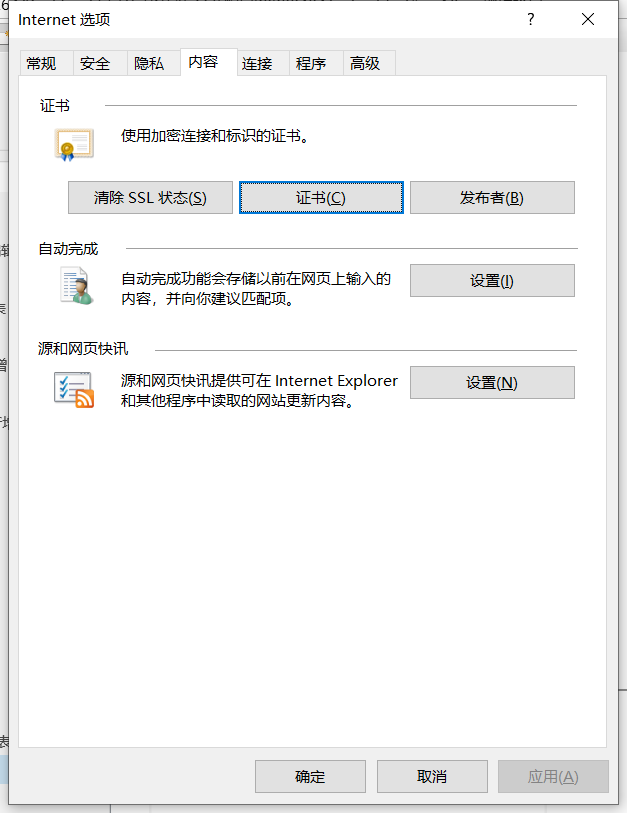 Internet 选项
?
常规 安全 隐私 内容 连接 程序 高级
证书
使用加密连接和标识的证书。
清除 SSL 状态(S) 证书(C) 发布者(B)
自动完成
自动完成功能会存储以前在网页上输入的
内容，并向你建议匹配项。
设置(I)
源和网页快讯
源和网页快讯提供可在 Internet Explorer
和其他程序中读取的网站更新内容。
设置(N)
确定 取消 应用(A)